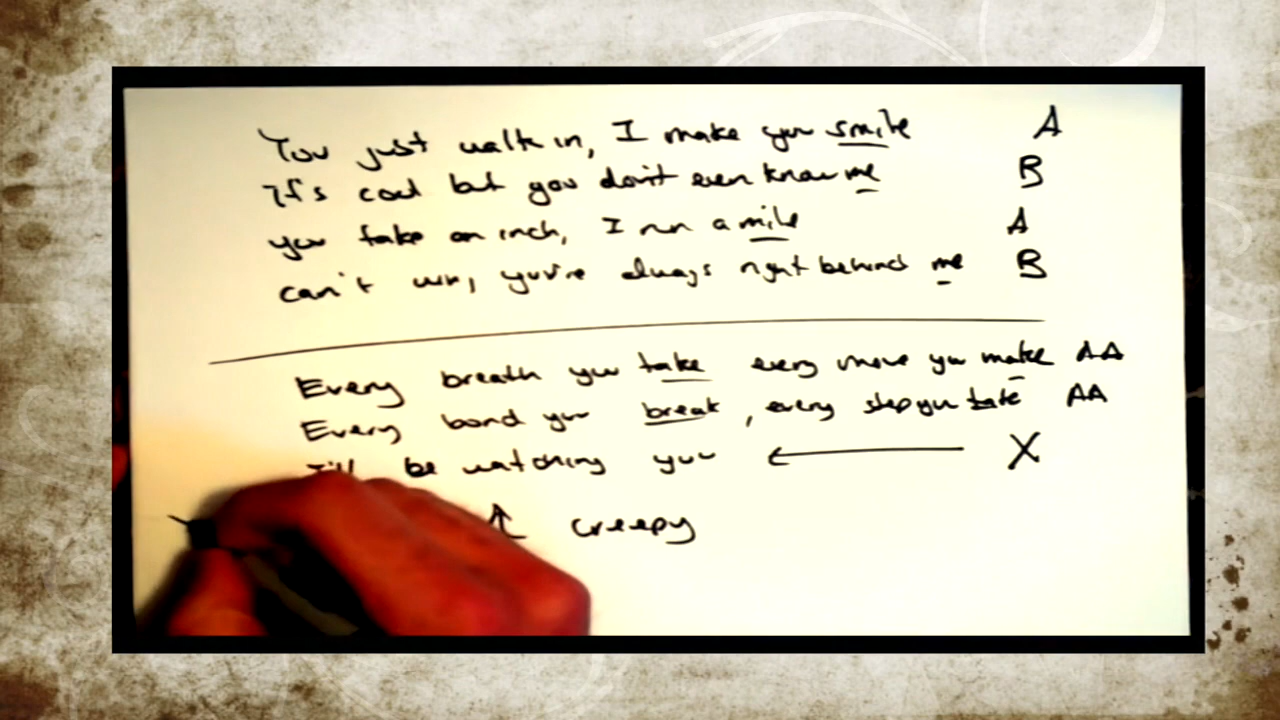 You just walk in, I make you smile A
It's cool but you don't even know me B
you take an inch, I run a mile A
can't win, you're always right behind me B
Every breath you take every move you make AA
Every bond you break, every step you take AA
I'll be watching you ← X
↑ creepy